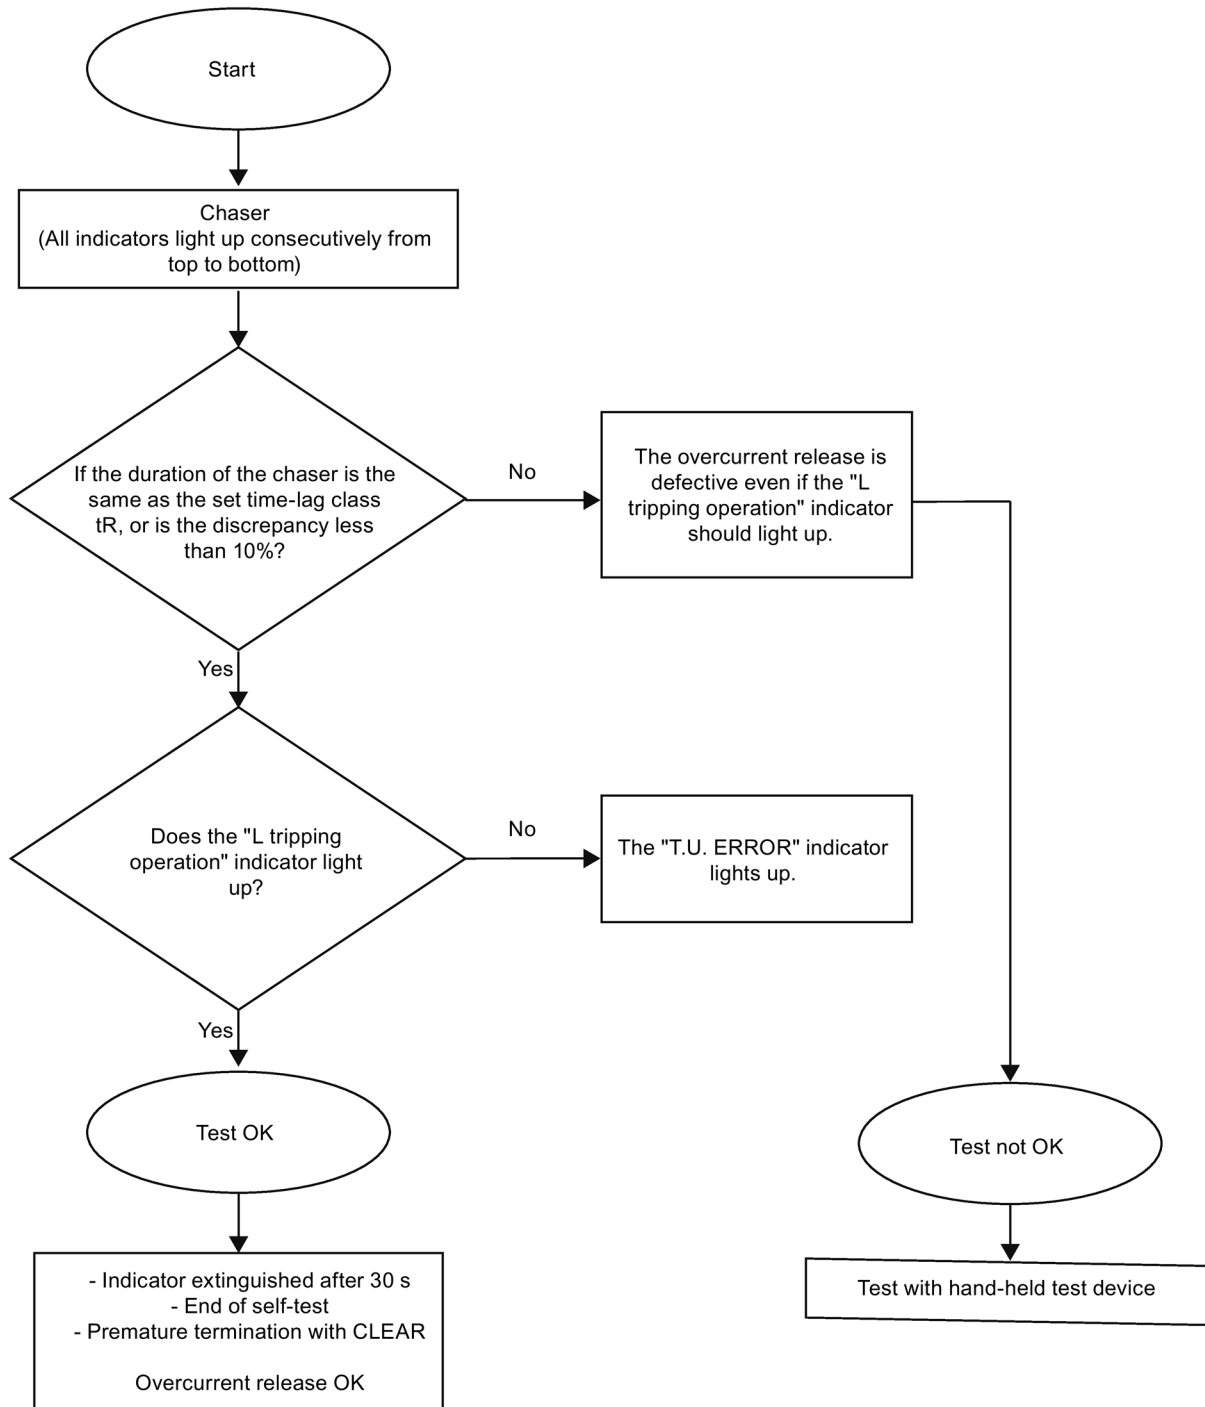 Start
Chaser
(All indicators light up consecutively from
top to bottom)
If the duration of the chaser is the
same as the set time-lag class
tR, or is the discrepancy less
than 10%?
No
The overcurrent release is
defective even if the "L
tripping operation" indicator
should light up.
Yes
Does the "L tripping
operation" indicator light
up?
No
The "T.U. ERROR" indicator
lights up.
Yes
Test OK
Test not OK
- Indicator extinguished after 30 s
- End of self-test
- Premature termination with CLEAR
Overcurrent release OK
Test with hand-held test device